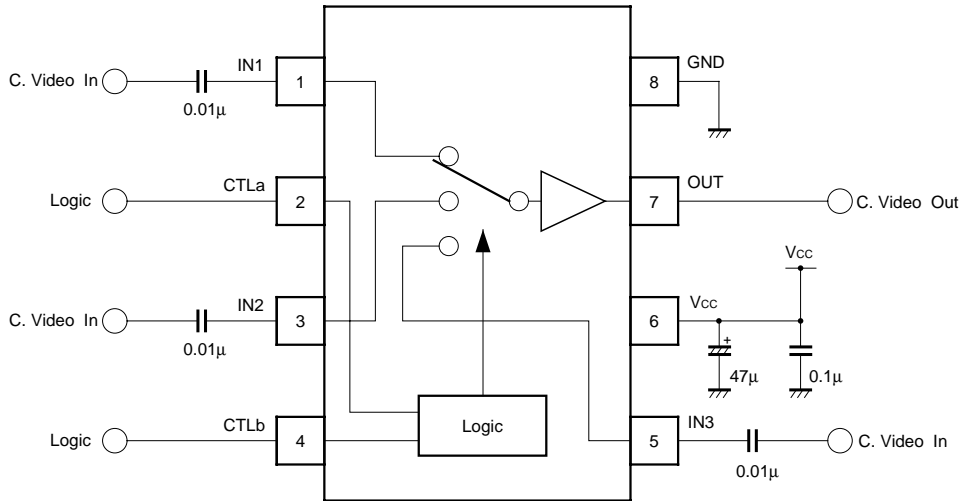 C. Video In
0.01μ
IN1
1
Logic
CTLa
2
C. Video In
0.01μ
IN2
3
Logic
CTLb
4
Logic
8
GND
7
OUT
C. Video Out
6
VCC
VCC
+
47μ
0.1μ
5
IN3
0.01μ
C. Video In